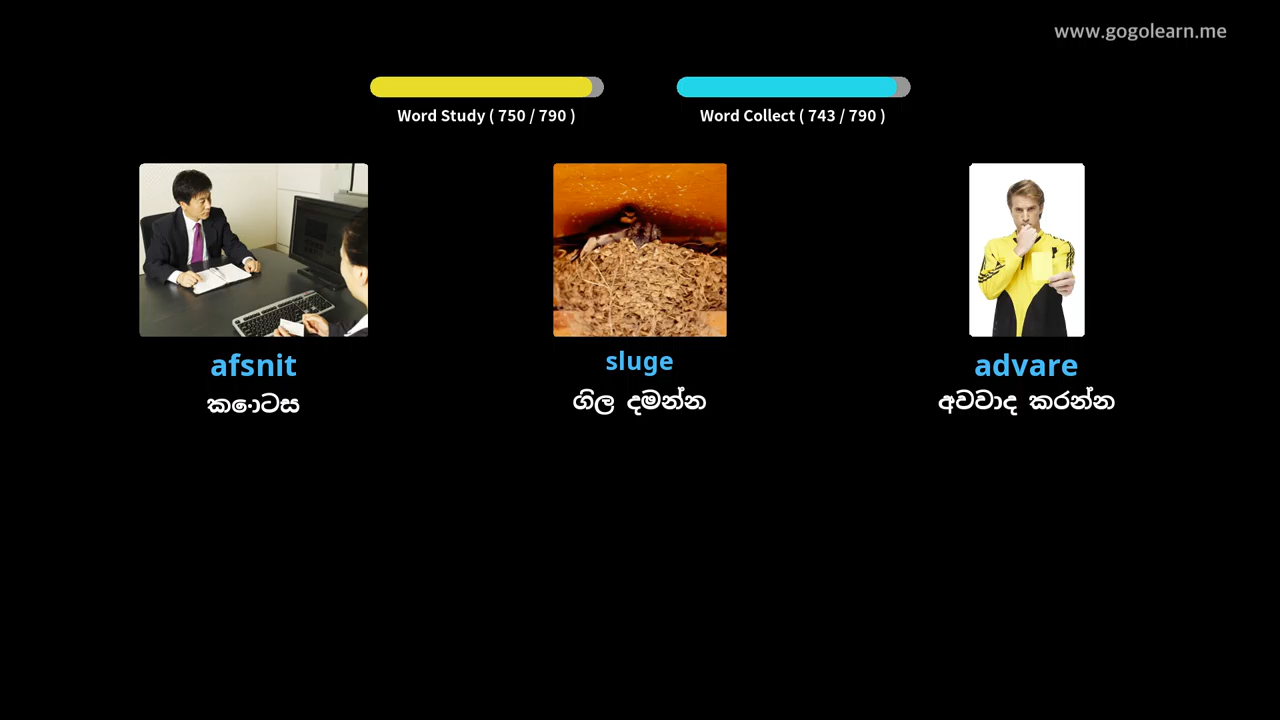 www.gogolearn.me
Word Study ( 750 / 790 )
Word Collect ( 743 / 790 )
afsnit
sluge
advare
කොටස
ගිල දමන්න
අවවාද කරන්න